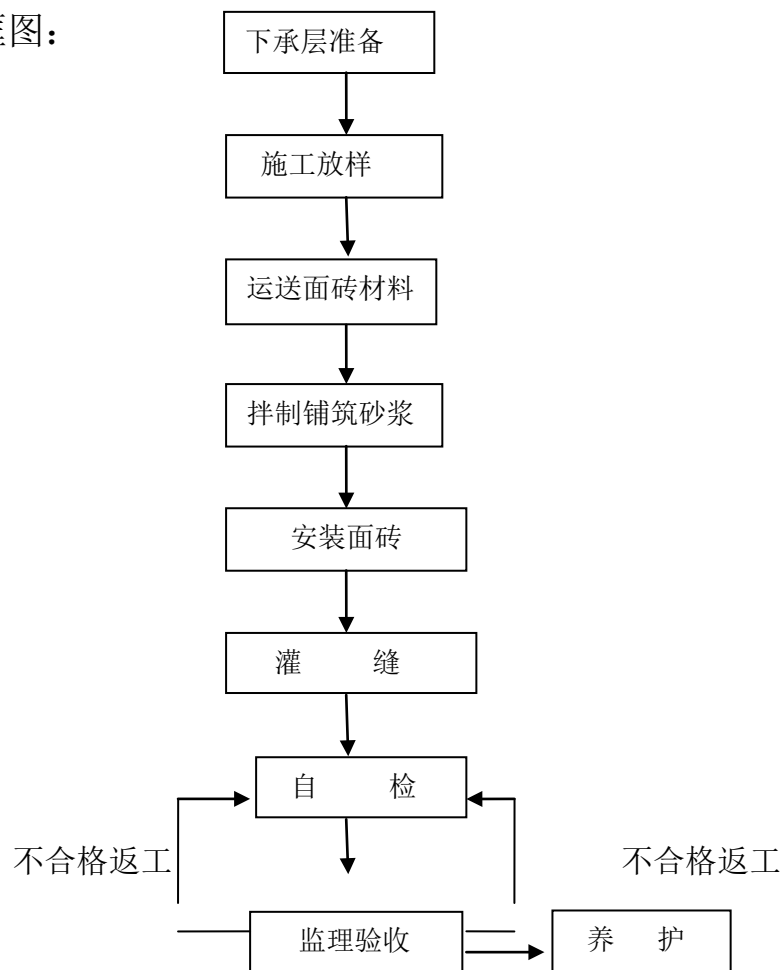 图：
下承层准备
施工放样
运送面砖材料
拌制铺筑砂浆
安装面砖
灌 缝
自 检
不合格返工 不合格返工
监理验收 养 护